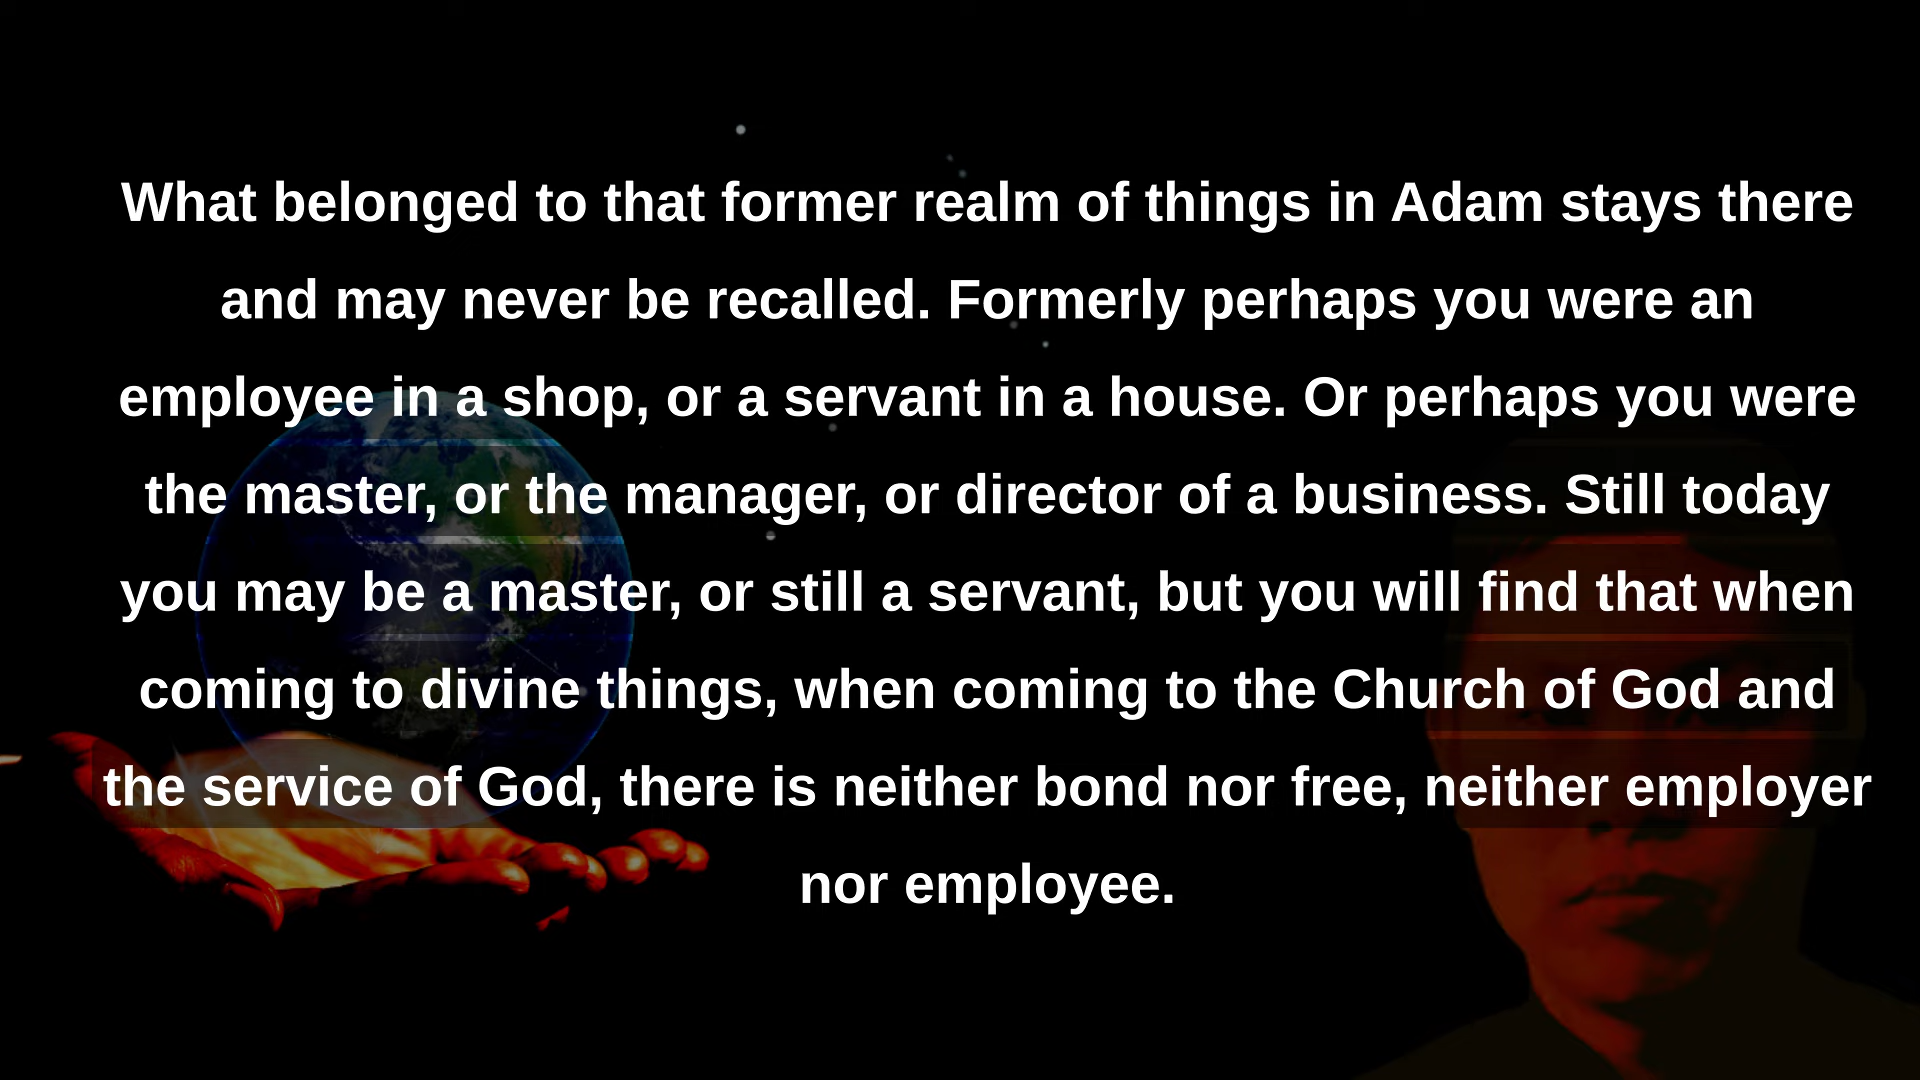 What belonged to that former realm of things in Adam stays there
and may never be recalled. Formerly perhaps you were an
employee in a shop, or a servant in a house. Or perhaps you were
the master, or the manager, or director of a business. Still today
you may be a master, or still a servant, but you will find that when
coming to divine things, when coming to the Church of God and
the service of God, there is neither bond nor free, neither employer
nor employee.